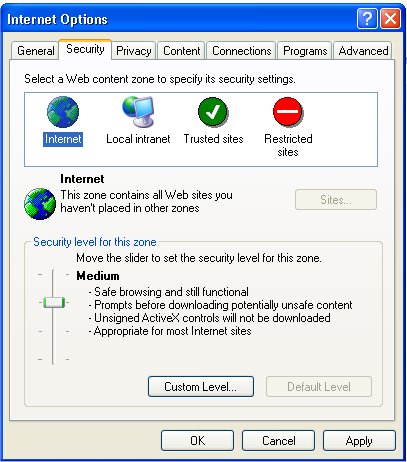 Internet Options
General Security Privacy Content Connections Programs Advanced
Select a Web content zone to specify its security settings.
Internet Local intranet Trusted sites Restricted
sites
Internet
This zone contains all Web sites you
haven't placed in other zones
Sites...
Security level for this zone
Move the slider to set the security level for this zone.
Medium
- Safe browsing and still functional
- Prompts before downloading potentially unsafe content
- Unsigned ActiveX controls will not be downloaded
- Appropriate for most Internet sites
Custom Level... Default Level
OK Cancel Apply